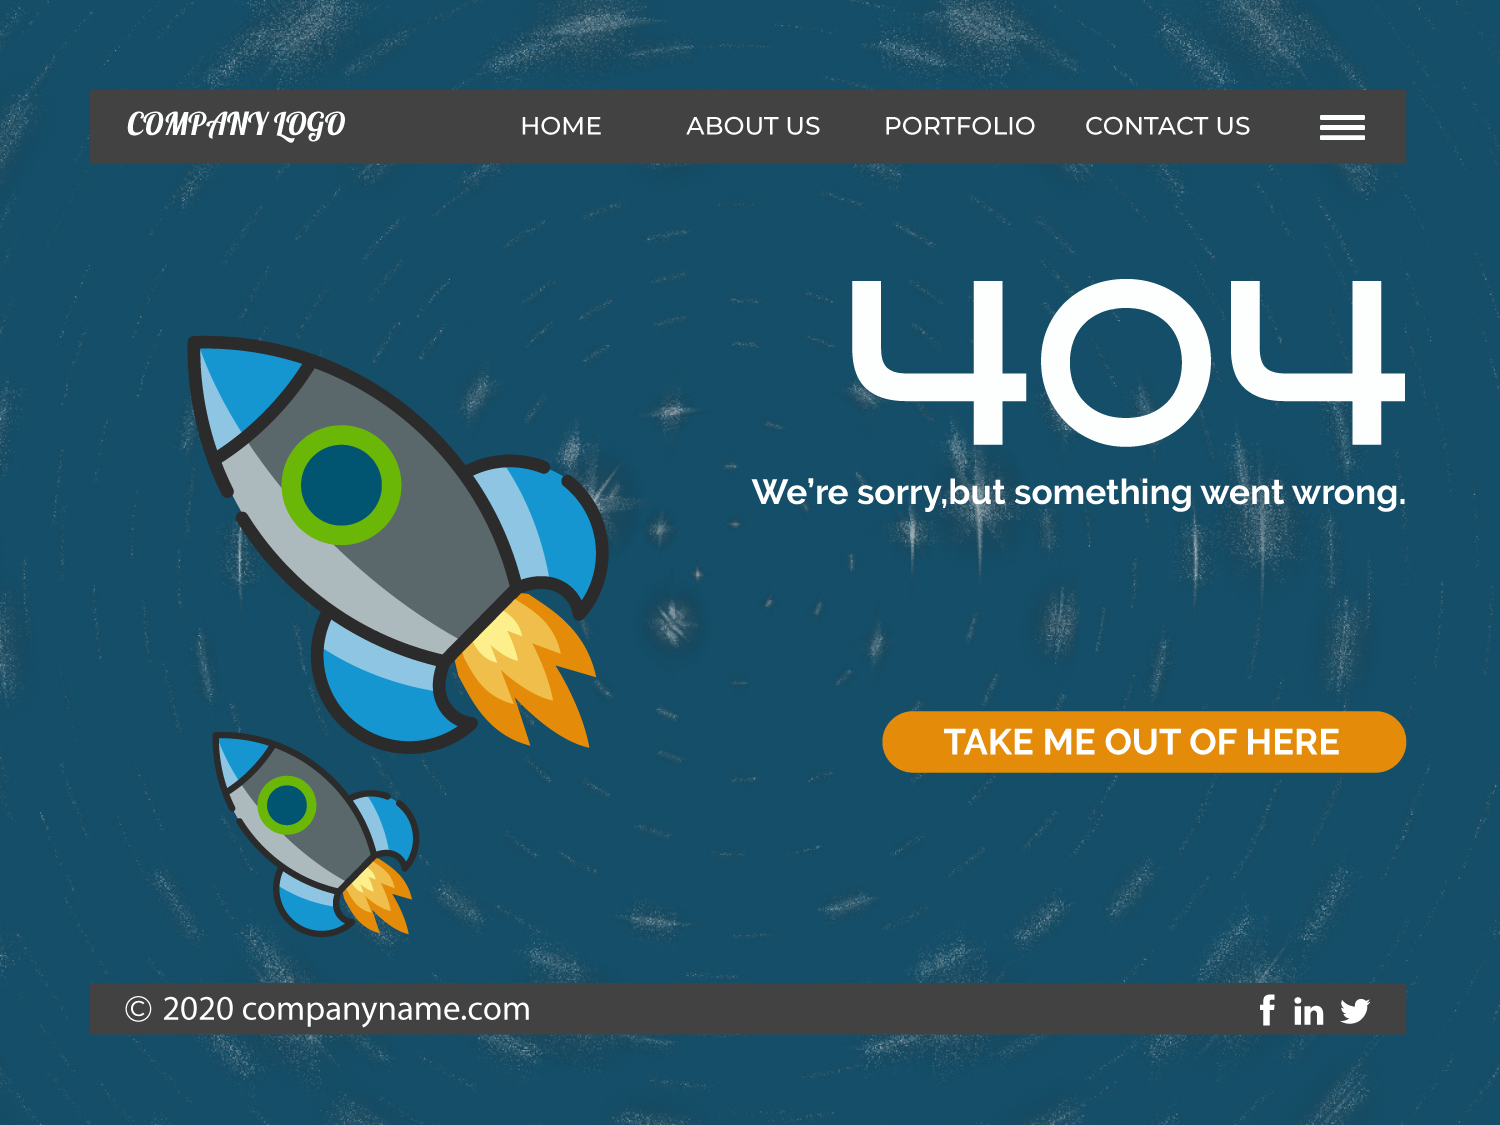 COMPANY LOGO HOME ABOUT US PORTFOLIO CONTACT US
404
We’re sorry,but something went wrong.
TAKE ME OUT OF HERE
© 2020 companyname.com f in